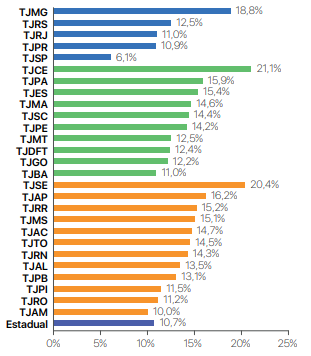 TJMG 18,8%
TJRS 12,5%
TJRJ 11,0%
TJPR 10,9%
TJSP 6,1%
TJCE 21,1%
TJPA 15,9%
TJES 15,4%
TJMA 14,6%
TJSC 14,4%
TJPE 14,2%
TJMT 12,5%
TJDFT 12,4%
TJGO 12,2%
TJBA 11,0%
TJSE 20,4%
TJAP 16,2%
TJRR 15,2%
TJMS 15,1%
TJAC 14,7%
TJTO 14,5%
TJRN 14,3%
TJAL 13,5%
TJPB 13,1%
TJPI 11,5%
TJRO 11,2%
TJAM 10,0%
Estadual 10,7%
0% 5% 10% 15% 20% 25%